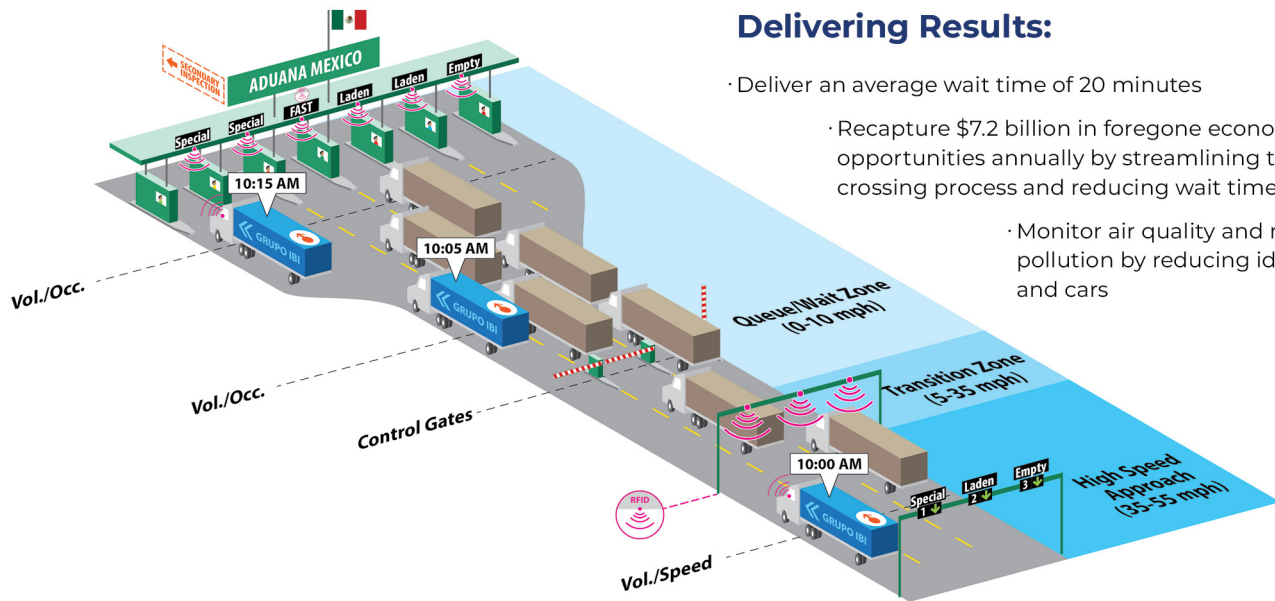 Delivering Results:
· Deliver an average wait time of 20 minutes
· Recapture $7.2 billion in foregone
opportunities annually by streamlining
crossing process and reducing wait
· Monitor air quality and
pollution by reducing
and cars
SECONDARY
INSPECTION
ADUANA MEXICO
Special
Special
FAST
Laden
Laden
Empty
10:15 AM
GRUPO IBI
10:05 AM
GRUPO IBI
10:00 AM
GRUPO IBI
Vol./Occ.
Vol./Occ.
Control Gates
Vol./Speed
RFID
Queue/Wait Zone
(0-10 mph)
Transition Zone
(5-35 mph)
High Speed
Approach
(35-55 mph)
Special
1
Laden
2
Empty
3